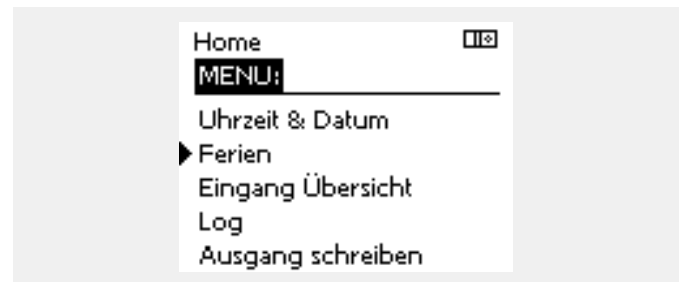 Home
MENU:
Uhrzeit & Datum
Ferien
Eingang Übersicht
Log
Ausgang schreiben